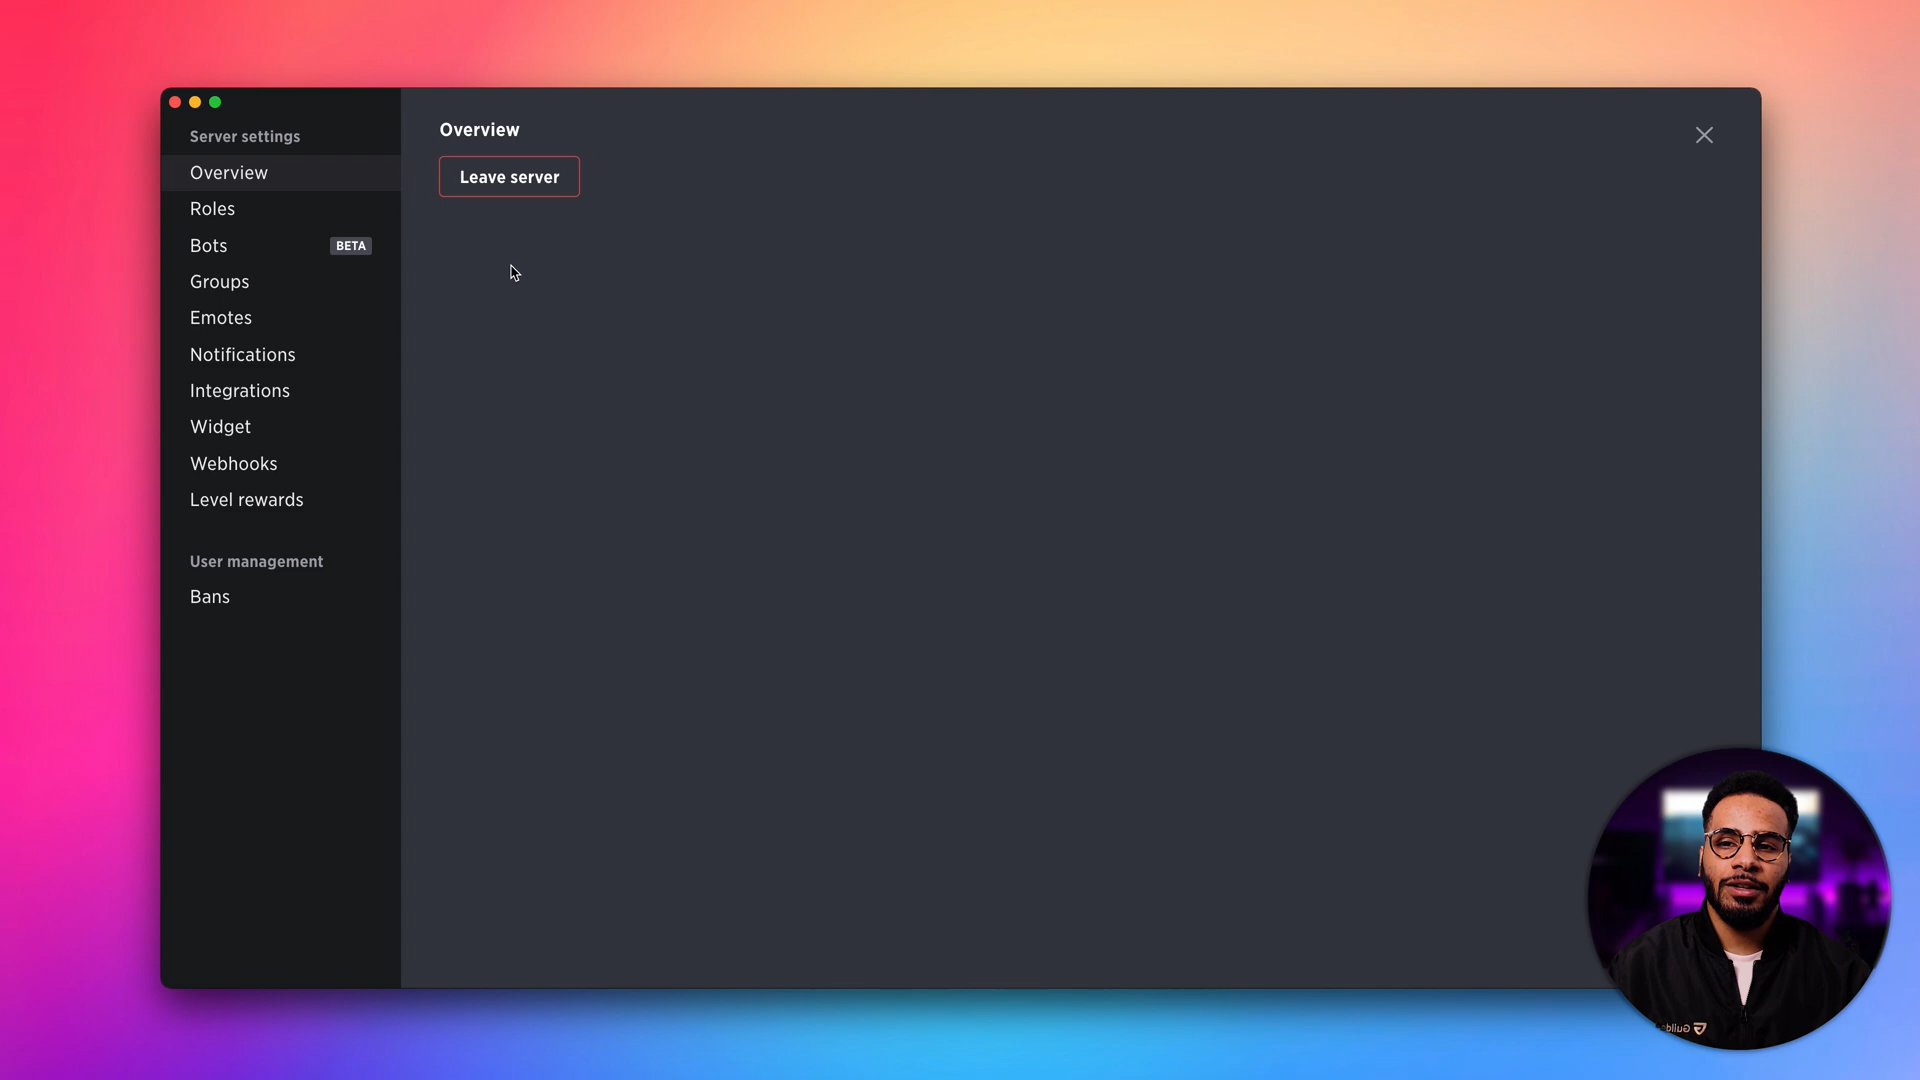 Server settings
Overview
Roles
Bots BETA
Groups
Emotes
Notifications
Integrations
Widget
Webhooks
Level rewards
User management
Bans
Overview
Leave server